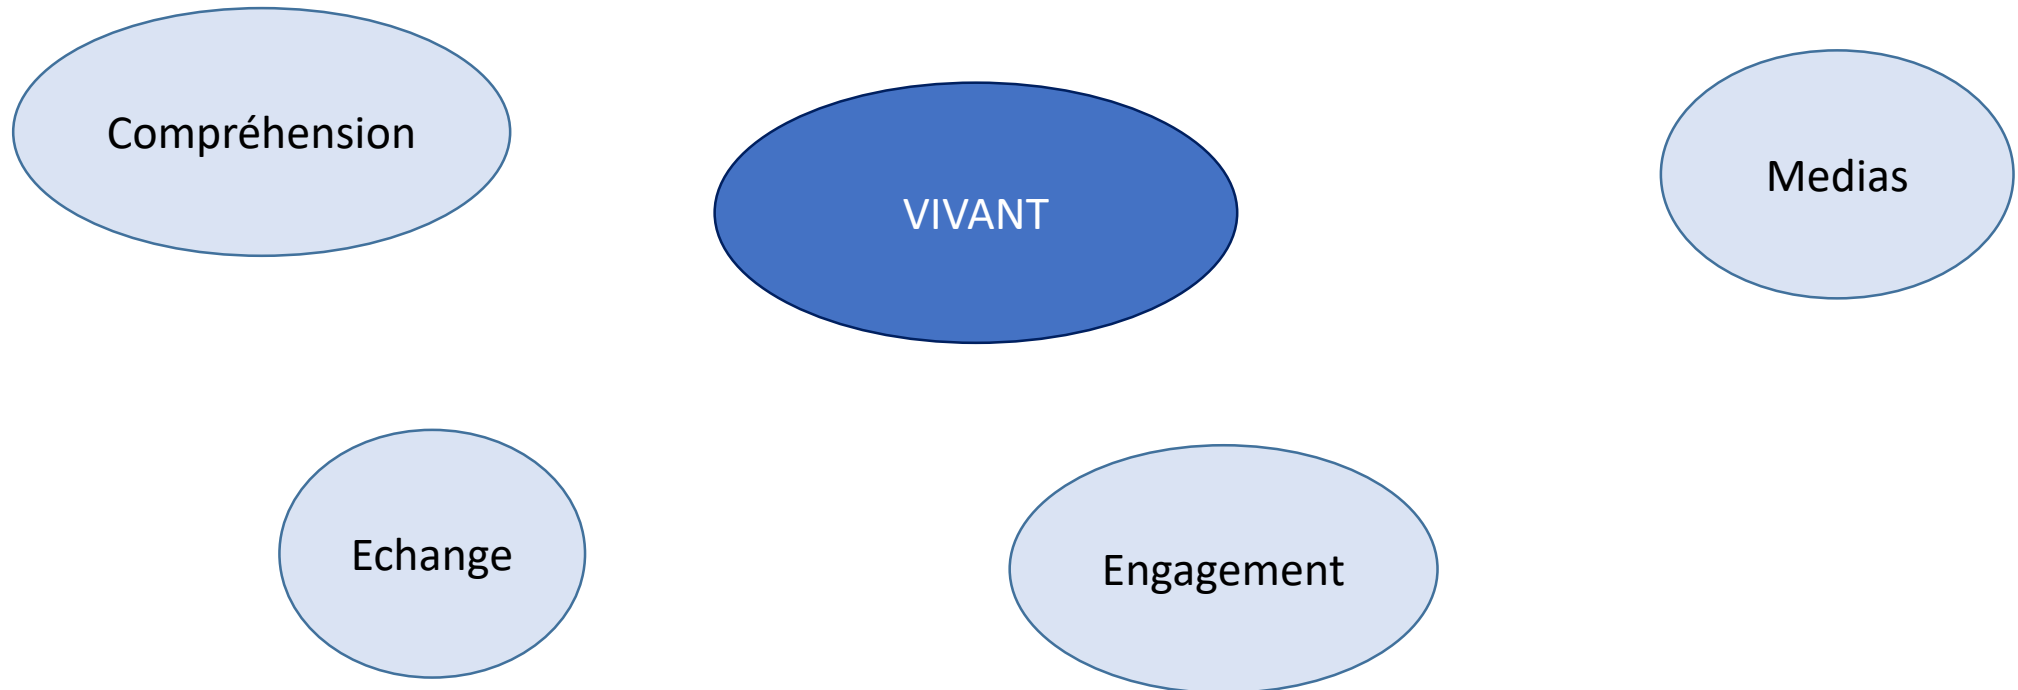 Compréhension
VIVANT
Medias
Echange
Engagement